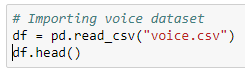 # Importing voice dataset
df = pd.read_csv("voice.csv")
df.head()